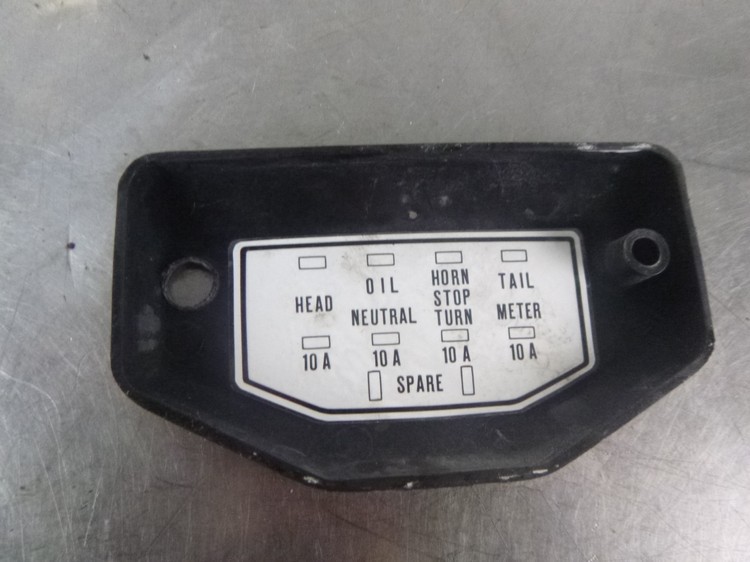 HEAD
OIL
NEUTRAL
HORN
STOP
TURN
TAIL
METER
10 A
10 A
10 A
10 A
SPARE